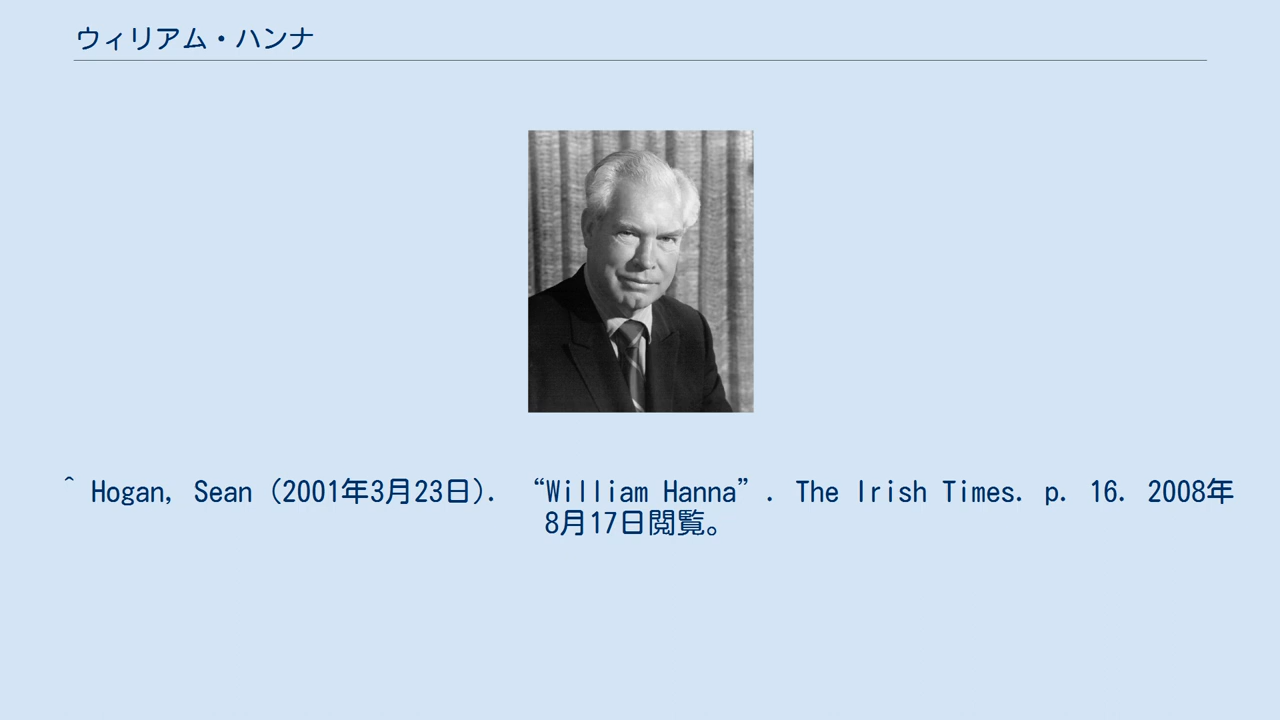 ウィリアム・ハンナ
^ Hogan, Sean (2001年3月23日). “William Hanna”. The Irish Times. p. 16. 2008年
8月17日閲覧。